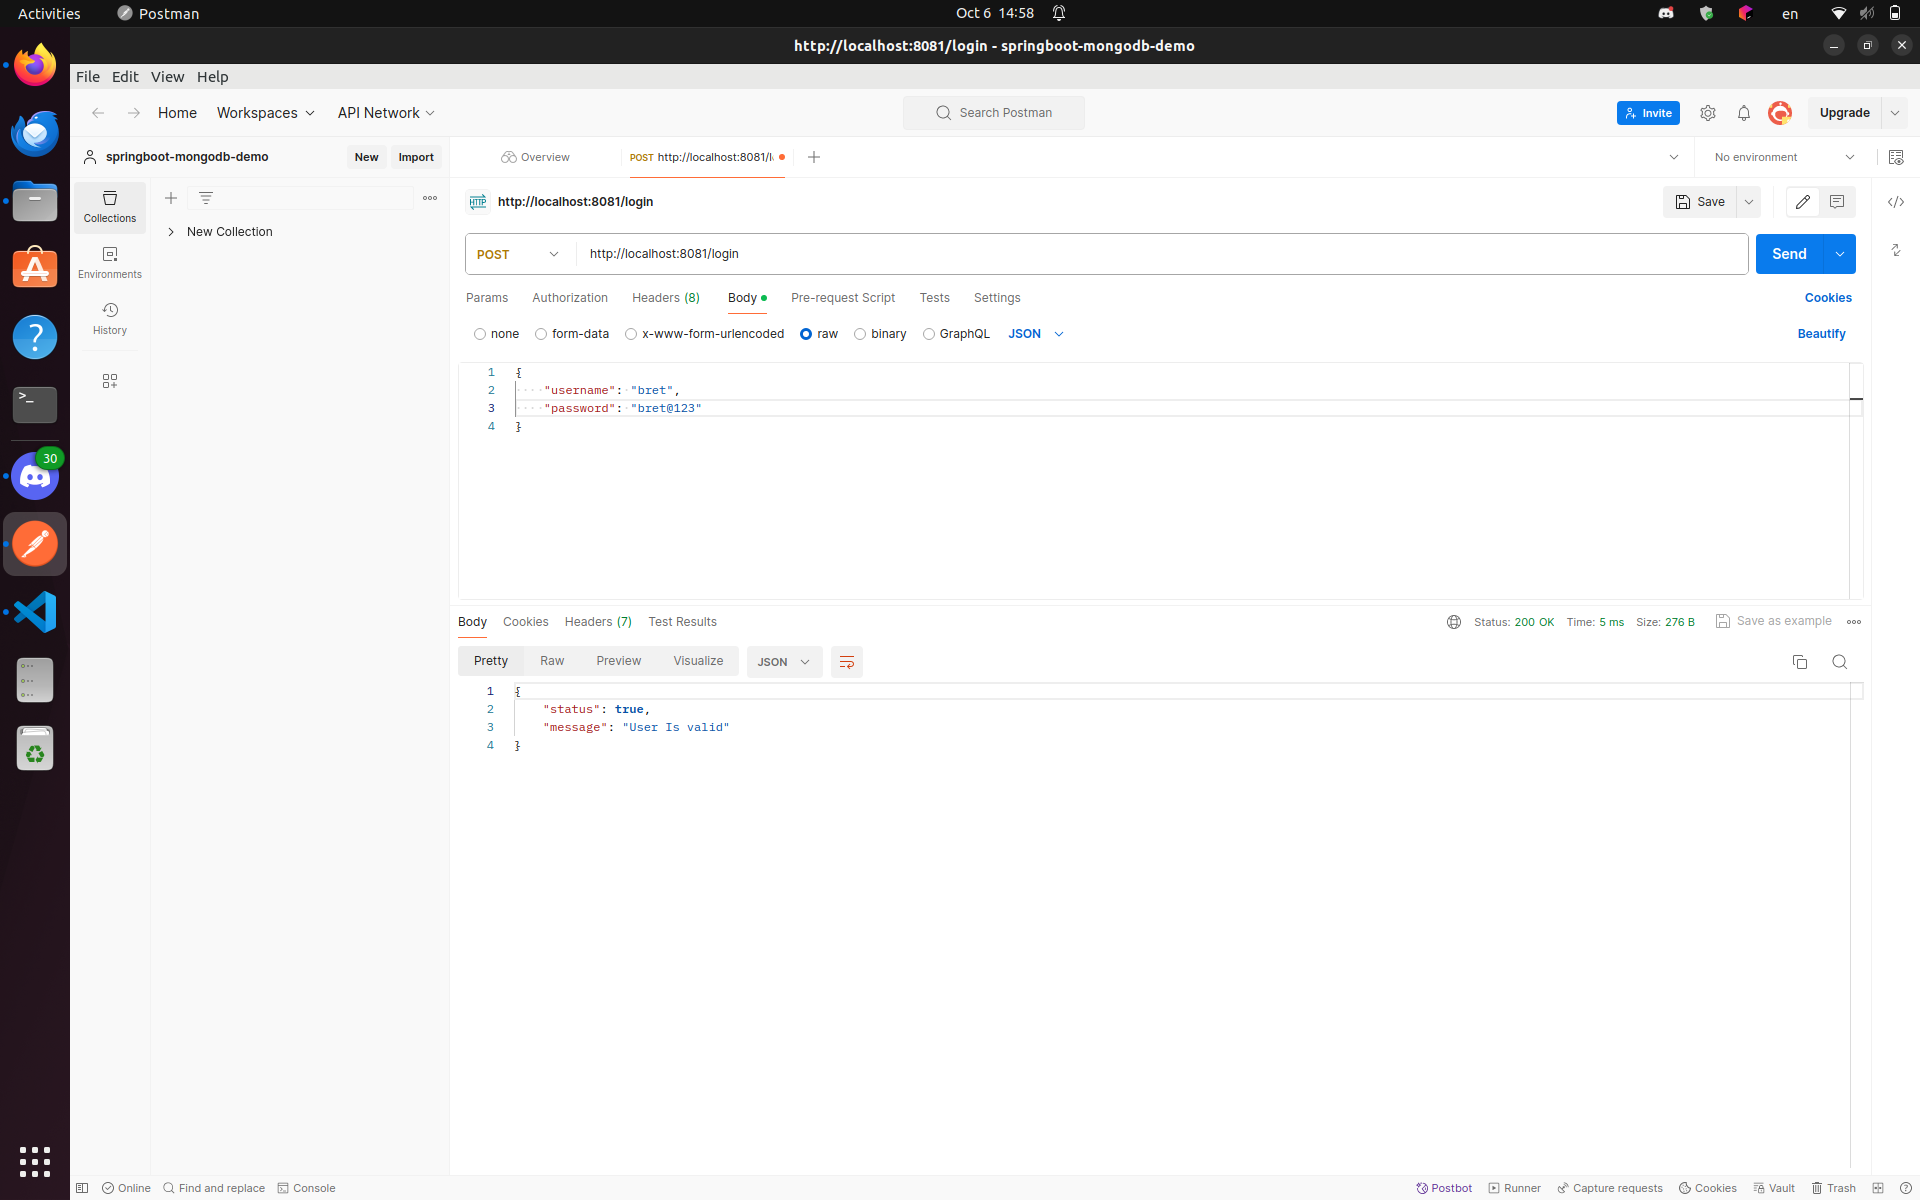 Activities Postman Oct 6 14:58 en
http://localhost:8081/login - springboot-mongodb-demo
File Edit View Help
Home Workspaces API Network Search Postman Invite Upgrade
springboot-mongodb-demo New Import Overview POST http://localhost:8081/l No environment
Collections
New Collection
Environments
History
http://localhost:8081/login Save
POST http://localhost:8081/login Send
Params Authorization Headers (8) Body Pre-request Script Tests Settings Cookies
none form-data x-www-form-urlencoded raw binary GraphQL JSON Beautify
1 {
2 "username": "bret",
3 "password": "bret@123"
4 }
30
Body Cookies Headers (7) Test Results Status: 200 OK Time: 5 ms Size: 276 B Save as example
Pretty Raw Preview Visualize JSON
1 {
2 "status": true,
3 "message": "User Is valid"
4 }
Online Find and replace Console Postbot Runner Capture requests Cookies Vault Trash